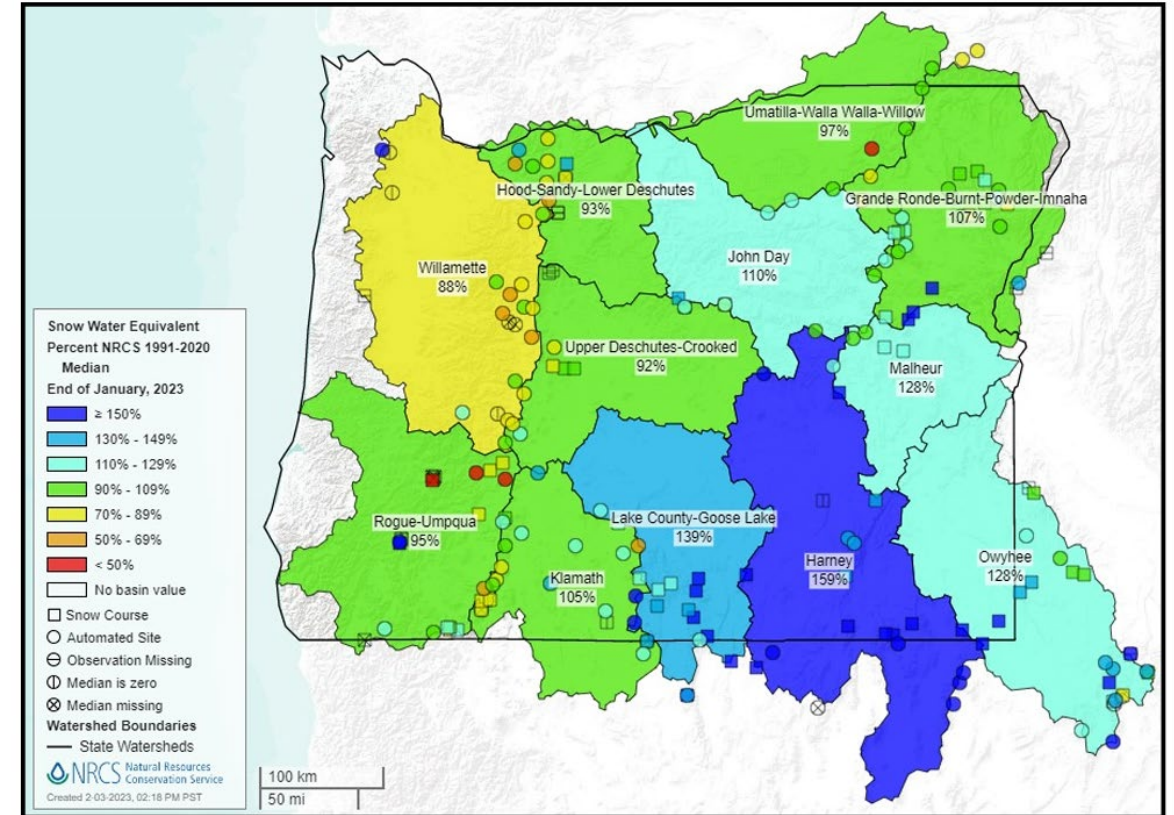 Umatilla-Walla Walla-Willow
97%
Hood-Sandy-Lower Deschutes
93%
Grande Ronde-Burnt-Powder-Imnaha
107%
John Day
110%
Willamette
88%
Upper Deschutes-Crooked
92%
Malheur
128%
Rogue-Umpqua
95%
Lake County-Goose Lake
139%
Klamath
105%
Harney
159%
Owyhee
128%
Snow Water Equivalent
Percent NRCS 1991-2020
Median
End of January, 2023
≥ 150%
130% - 149%
110% - 129%
90% - 109%
70% - 89%
50% - 69%
< 50%
No basin value
Snow Course
Automated Site
Observation Missing
Median is zero
Median missing
Watershed Boundaries
State Watersheds
NRCS Natural Resources
Conservation Service
Created 2-03-2023, 02:18 PM PST
100 km
50 mi